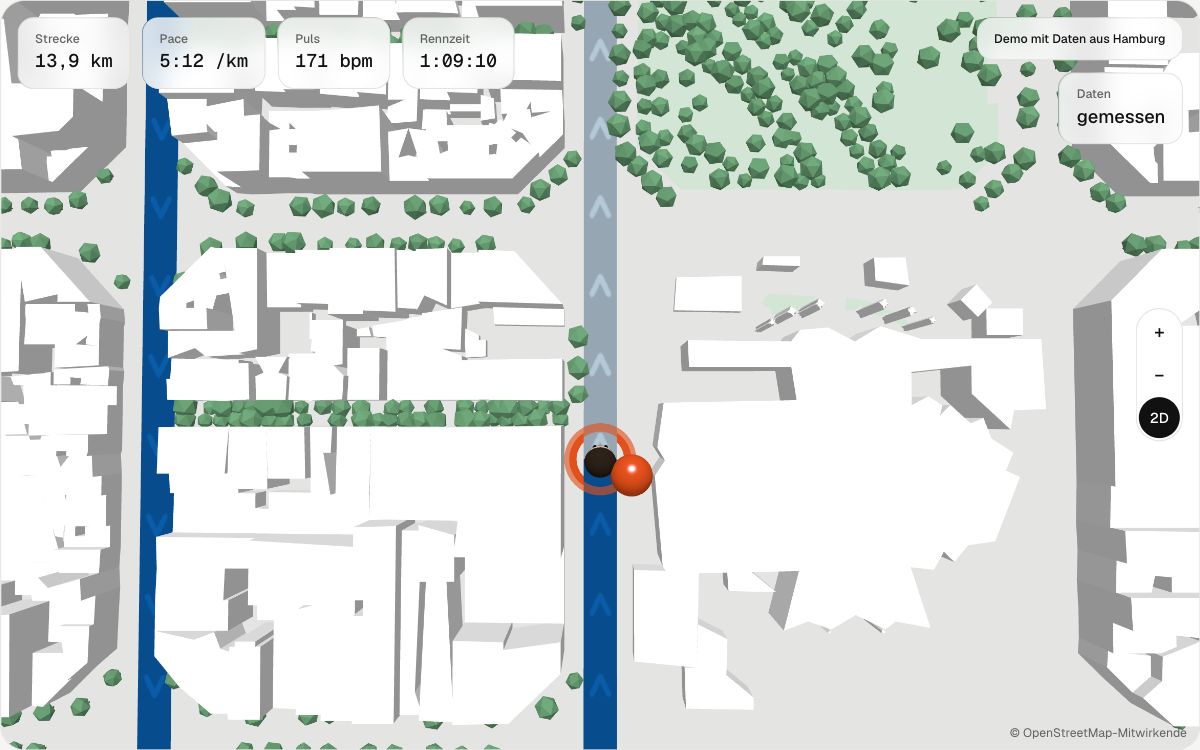 Strecke
13,9 km
Pace
5:12 /km
Puls
171 bpm
Rennzeit
1:09:10
Demo mit Daten aus Hamburg
Daten
gemessen
+
−
2D
© OpenStreetMap-Mitwirkende